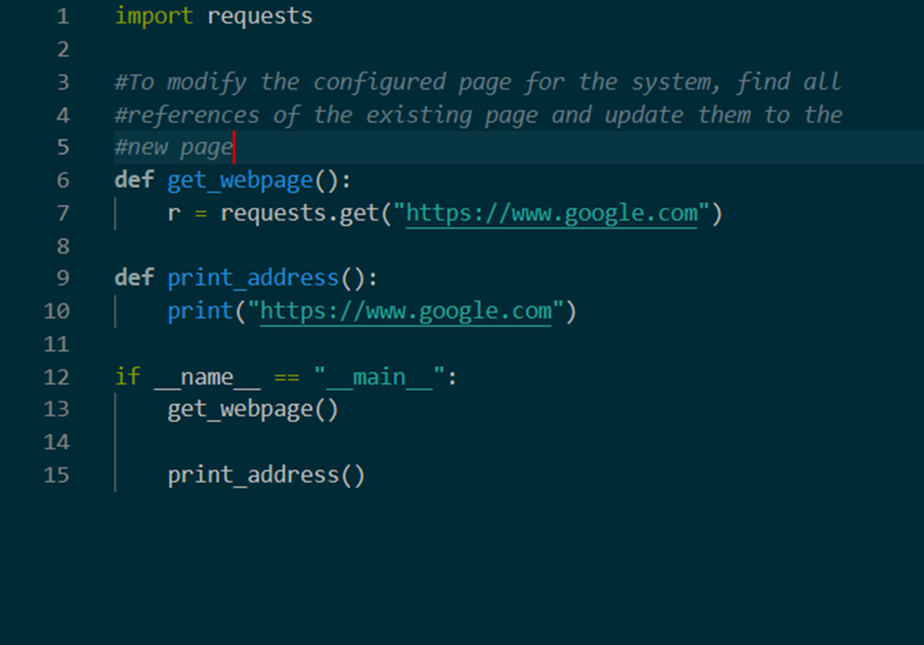 1 import requests
2
3 #To modify the configured page for the system, find all
4 #references of the existing page and update them to the
5 #new page
6 def get_webpage():
7     r = requests.get("https://www.google.com")
8
9 def print_address():
10     print("https://www.google.com")
11
12 if __name__ == "__main__":
13     get_webpage()
14
15     print_address()